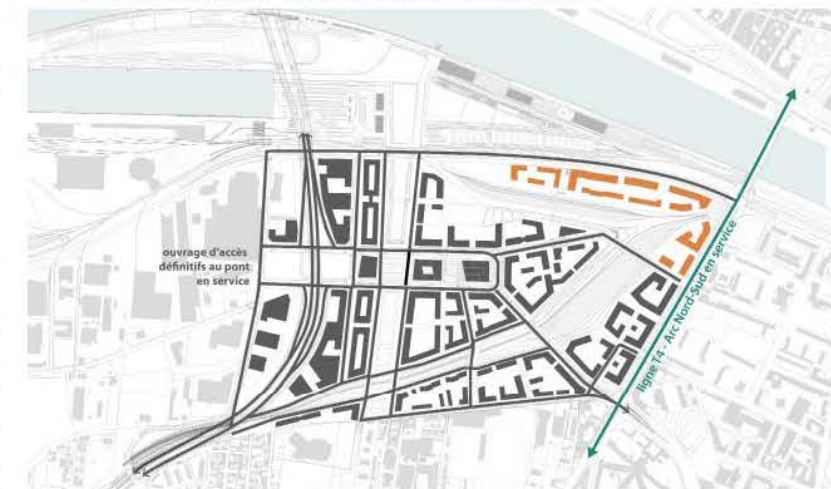 ouvrage d'accès
définitifs au pont
en service
ligne T4 - Arc Nord-Sud en service